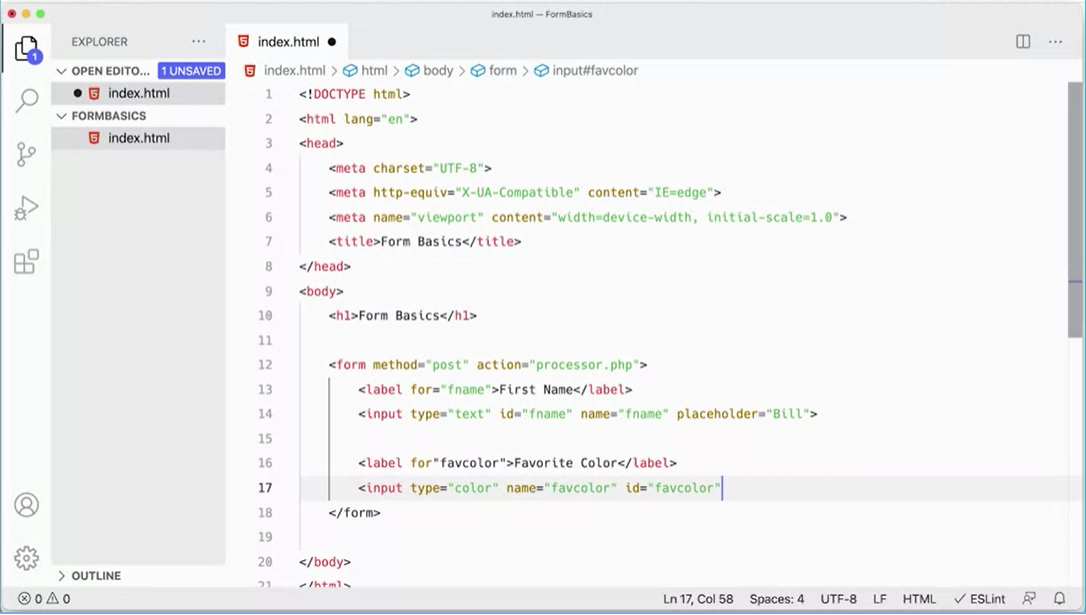 index.html — FormBasics
EXPLORER ···
index.html ● ···
OPEN EDITO... 1 UNSAVED
index.html > html > body > form > input#favcolor
1
● index.html
FORMBASICS
index.html
1 <!DOCTYPE html>
2 <html lang="en">
3 <head>
4 <meta charset="UTF-8">
5 <meta http-equiv="X-UA-Compatible" content="IE=edge">
6 <meta name="viewport" content="width=device-width, initial-scale=1.0">
7 <title>Form Basics</title>
8 </head>
9 <body>
10 <h1>Form Basics</h1>
11
12 <form method="post" action="processor.php">
13 <label for="fname">First Name</label>
14 <input type="text" id="fname" name="fname" placeholder="Bill">
15
16 <label for"favcolor">Favorite Color</label>
17 <input type="color" name="favcolor" id="favcolor"
18 </form>
19
20 </body>
21 </html>
OUTLINE
0 0 Ln 17, Col 58 Spaces: 4 UTF-8 LF HTML ✓ ESLint